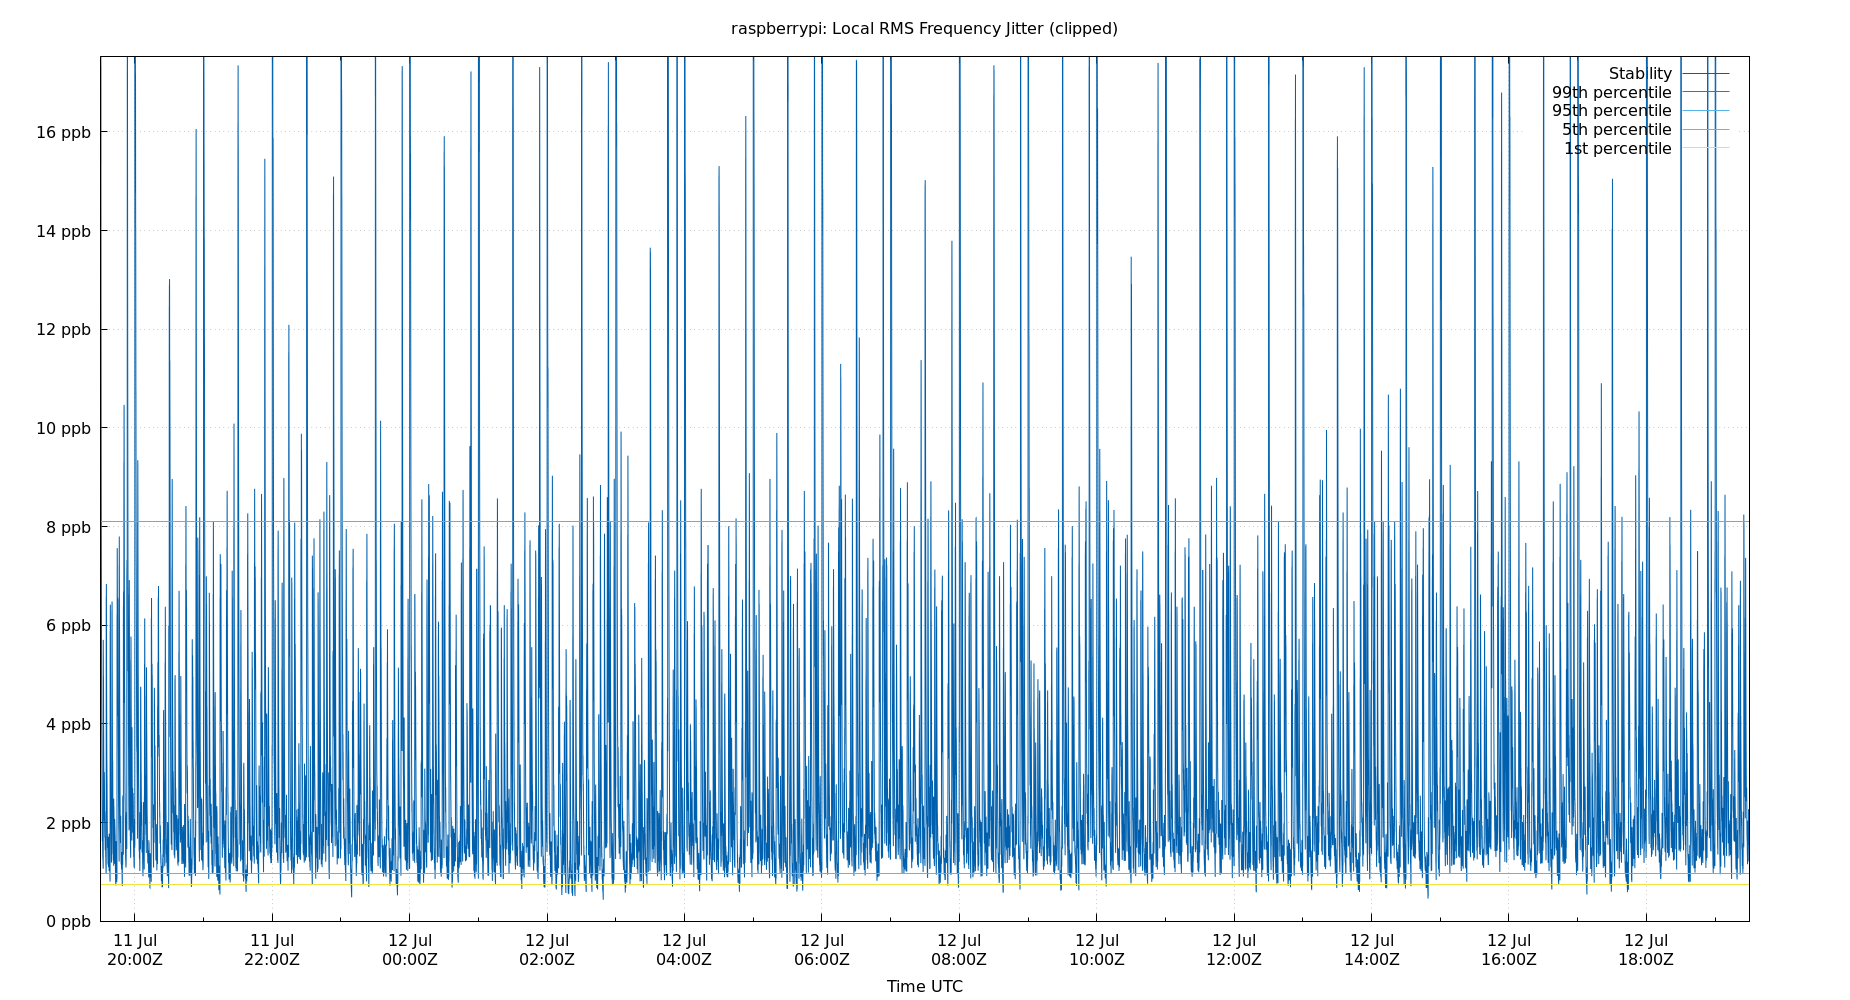 raspberrypi: Local RMS Frequency Jitter (clipped)
Stability
99th percentile
95th percentile
5th percentile
1st percentile
16 ppb
14 ppb
12 ppb
10 ppb
8 ppb
6 ppb
4 ppb
2 ppb
0 ppb
11 Jul 11 Jul 12 Jul 12 Jul 12 Jul 12 Jul 12 Jul 12 Jul 12 Jul 12 Jul 12 Jul 12 Jul
20:00Z 22:00Z 00:00Z 02:00Z 04:00Z 06:00Z 08:00Z 10:00Z 12:00Z 14:00Z 16:00Z 18:00Z
Time UTC